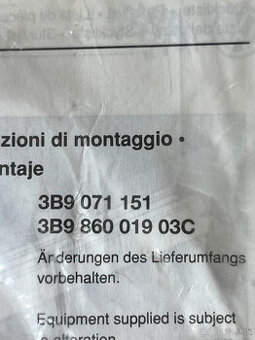 zioni di montaggio •
ntaje
3B9 071 151
3B9 860 019 03C
Änderungen des Lieferumfangs
vorbehalten.
Equipment supplied is subject
alteration